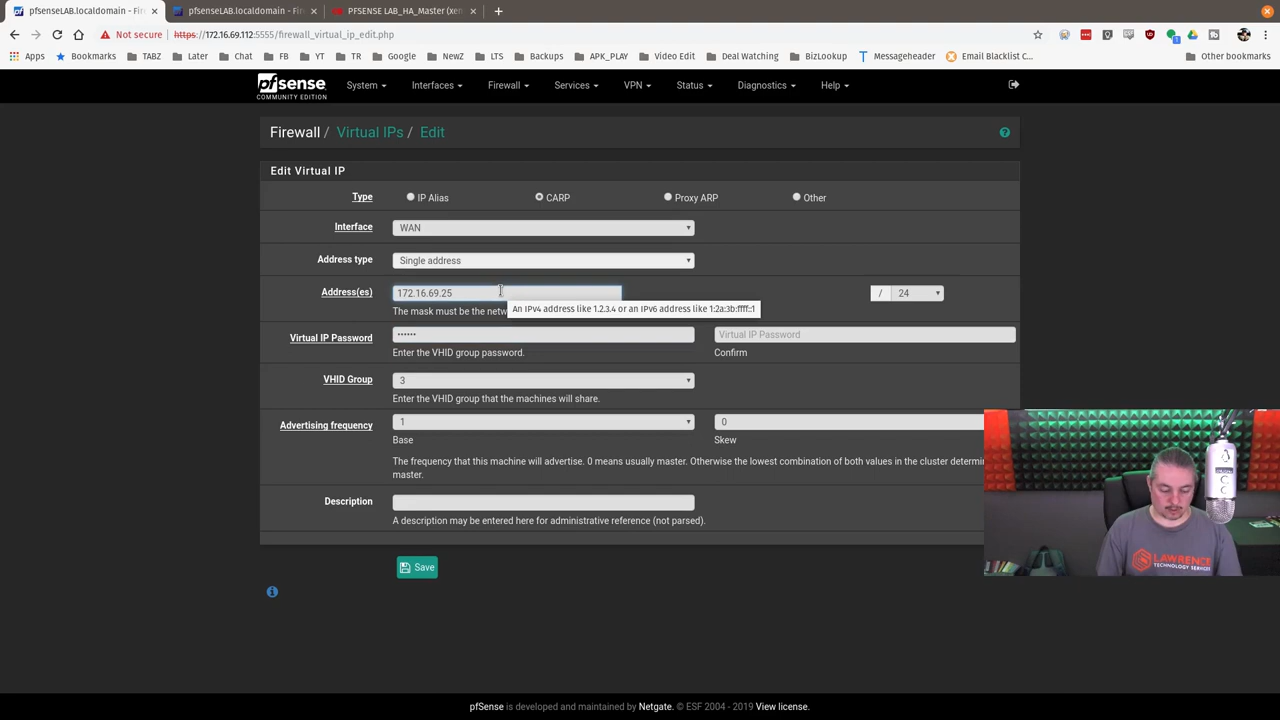 pfsenseLAB.localdomain - Fire
pfsenseLAB.localdomain - Fire
PFSENSE LAB_HA_Master (xen
Not secure
https://172.16.69.112:5555/firewall_virtual_ip_edit.php
Apps
Bookmarks
TABZ
Later
Chat
FB
YT
TR
Google
NewZ
LTS
Backups
APK_PLAY
Video Edit
Deal Watching
BizLookup
Messageheader
Email Blacklist C
Other bookmarks
pfsense
COMMUNITY EDITION
System
Interfaces
Firewall
Services
VPN
Status
Diagnostics
Help
Firewall / Virtual IPs / Edit
Edit Virtual IP
Type
IP Alias
CARP
Proxy ARP
Other
Interface
WAN
Address type
Single address
Address(es)
172.16.69.25
/
24
The mask must be the netw
An IPv4 address like 1.2.3.4 or an IPv6 address like 1:2a:3b:ffff::1
Virtual IP Password
••••••
Virtual IP Password
Enter the VHID group password.
Confirm
VHID Group
3
Enter the VHID group that the machines will share.
Advertising frequency
1
0
Base
Skew
The frequency that this machine will advertise. 0 means usually master. Otherwise the lowest combination of both values in the cluster determin
master.
Description
A description may be entered here for administrative reference (not parsed).
Save
LAWRENCE
TECHNOLOGY SERVICES
pfSense is developed and maintained by Netgate. © ESF 2004 - 2019 View license.